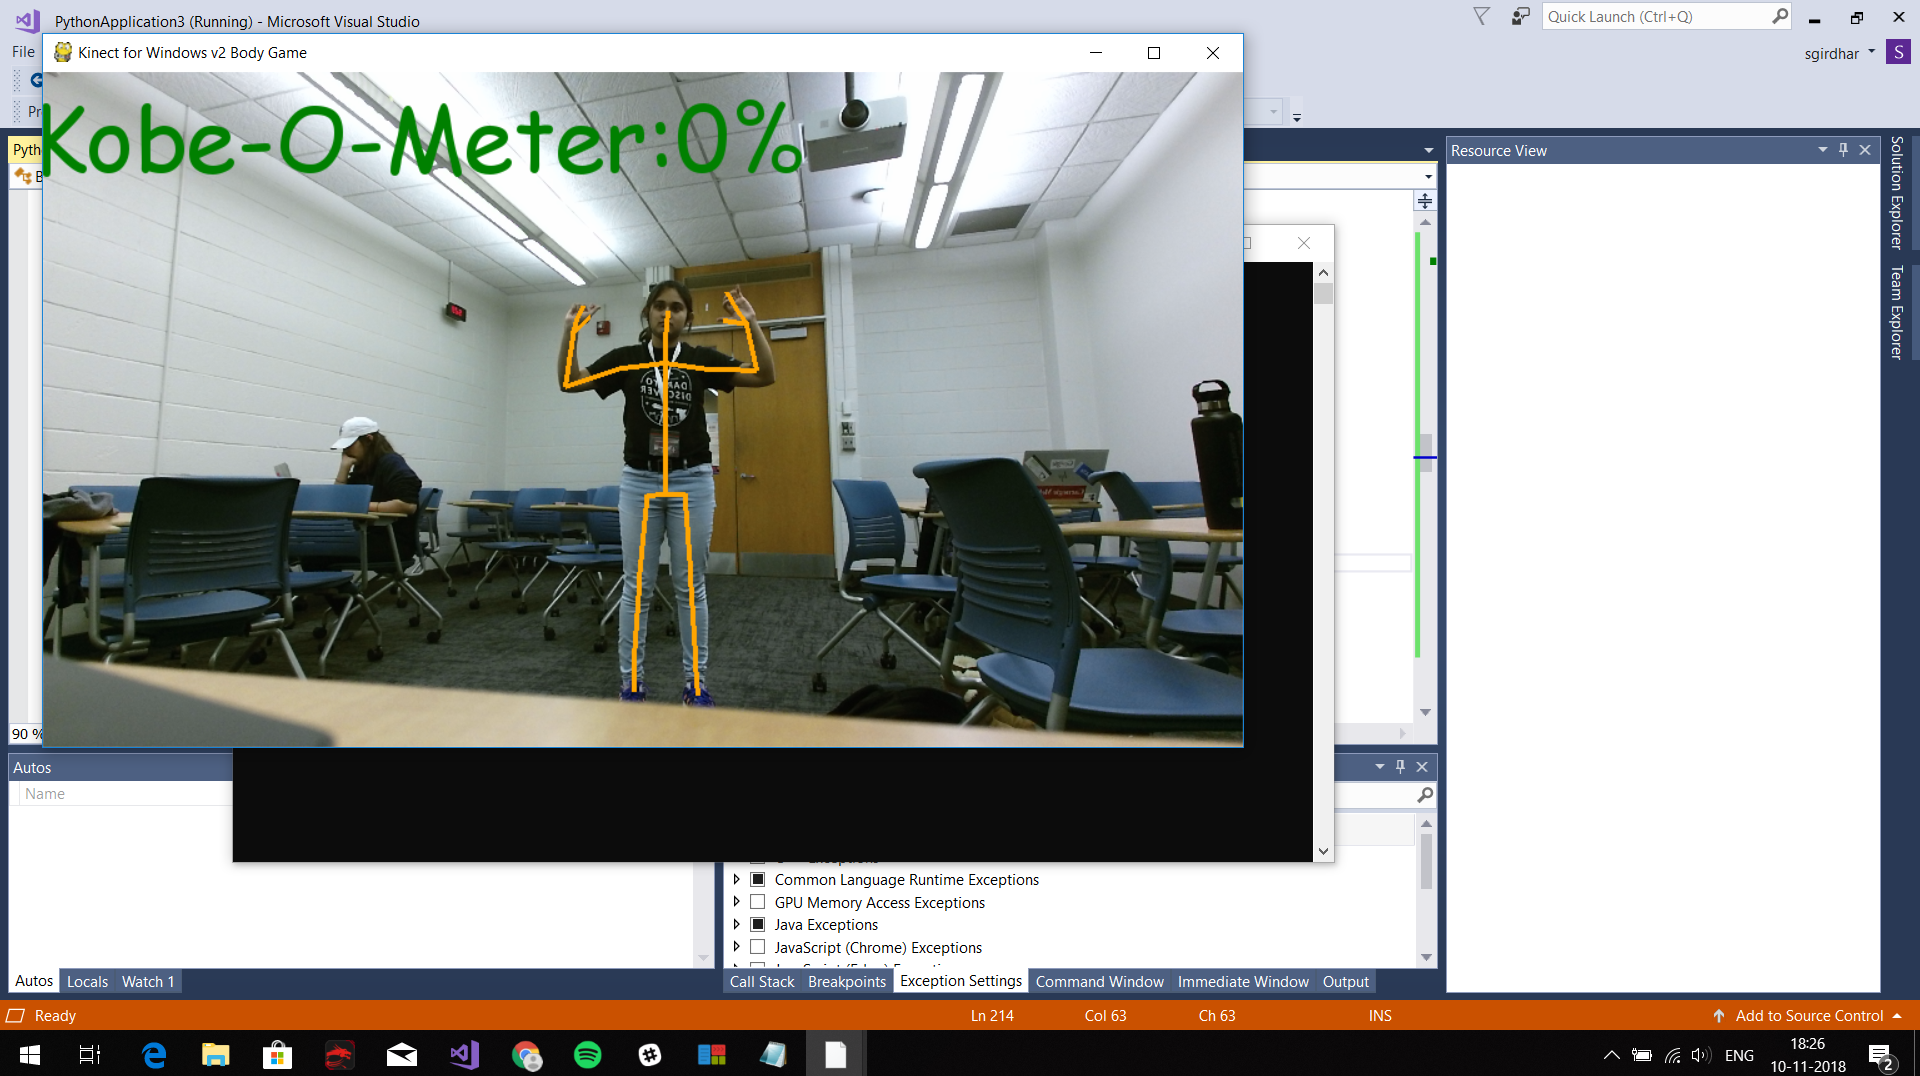 PythonApplication3 (Running) - Microsoft Visual Studio
Quick Launch (Ctrl+Q)
File
sgirdhar
S
Kinect for Windows v2 Body Game
Kobe-O-Meter:0%
Pr
Pyth
B
Resource View
Solution Explorer
Team Explorer
90 %
Autos
Name
Common Language Runtime Exceptions
GPU Memory Access Exceptions
Java Exceptions
JavaScript (Chrome) Exceptions
Autos
Locals
Watch 1
Call Stack
Breakpoints
Exception Settings
Command Window
Immediate Window
Output
Ready
Ln 214
Col 63
Ch 63
INS
Add to Source Control
ENG
18:26
10-11-2018
2